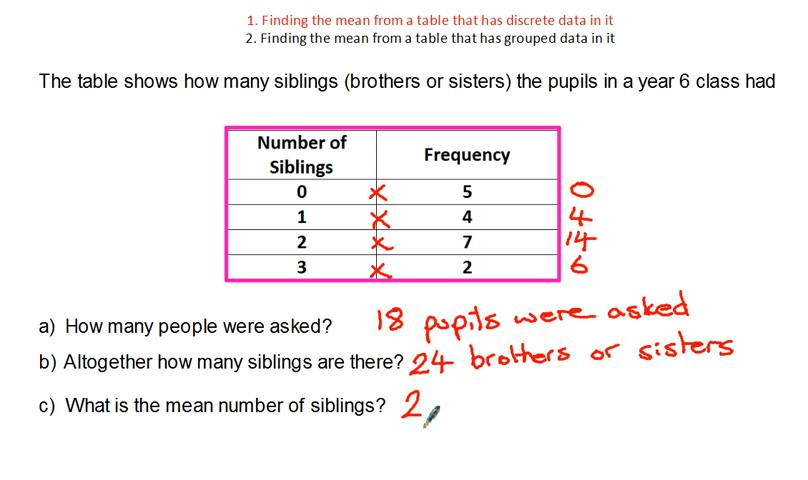 1. Finding the mean from a table that has discrete data in it
2. Finding the mean from a table that has grouped data in it
The table shows how many siblings (brothers or sisters) the pupils in a year 6 class had
Number of Siblings Frequency
0 × 5 0
1 × 4 4
2 × 7 14
3 × 2 6
a) How many people were asked? 18 pupils were asked
b) Altogether how many siblings are there? 24 brothers or sisters
c) What is the mean number of siblings? 2